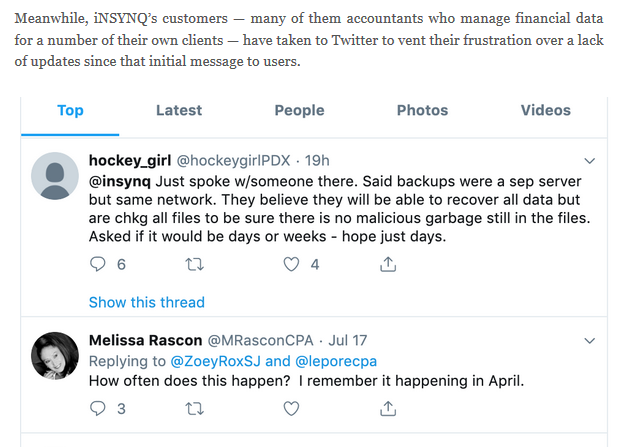 Meanwhile, iNSYNQ’s customers — many of them accountants who manage financial data
for a number of their own clients — have taken to Twitter to vent their frustration over a lack
of updates since that initial message to users.
Top Latest People Photos Videos
hockey_girl @hockeygirlPDX · 19h
@insynq Just spoke w/someone there. Said backups were a sep server
but same network. They believe they will be able to recover all data but
are chkg all files to be sure there is no malicious garbage still in the files.
Asked if it would be days or weeks - hope just days.
6 4
Show this thread
Melissa Rascon @MRasconCPA · Jul 17
Replying to @ZoeyRoxSJ and @leporecpa
How often does this happen? I remember it happening in April.
3